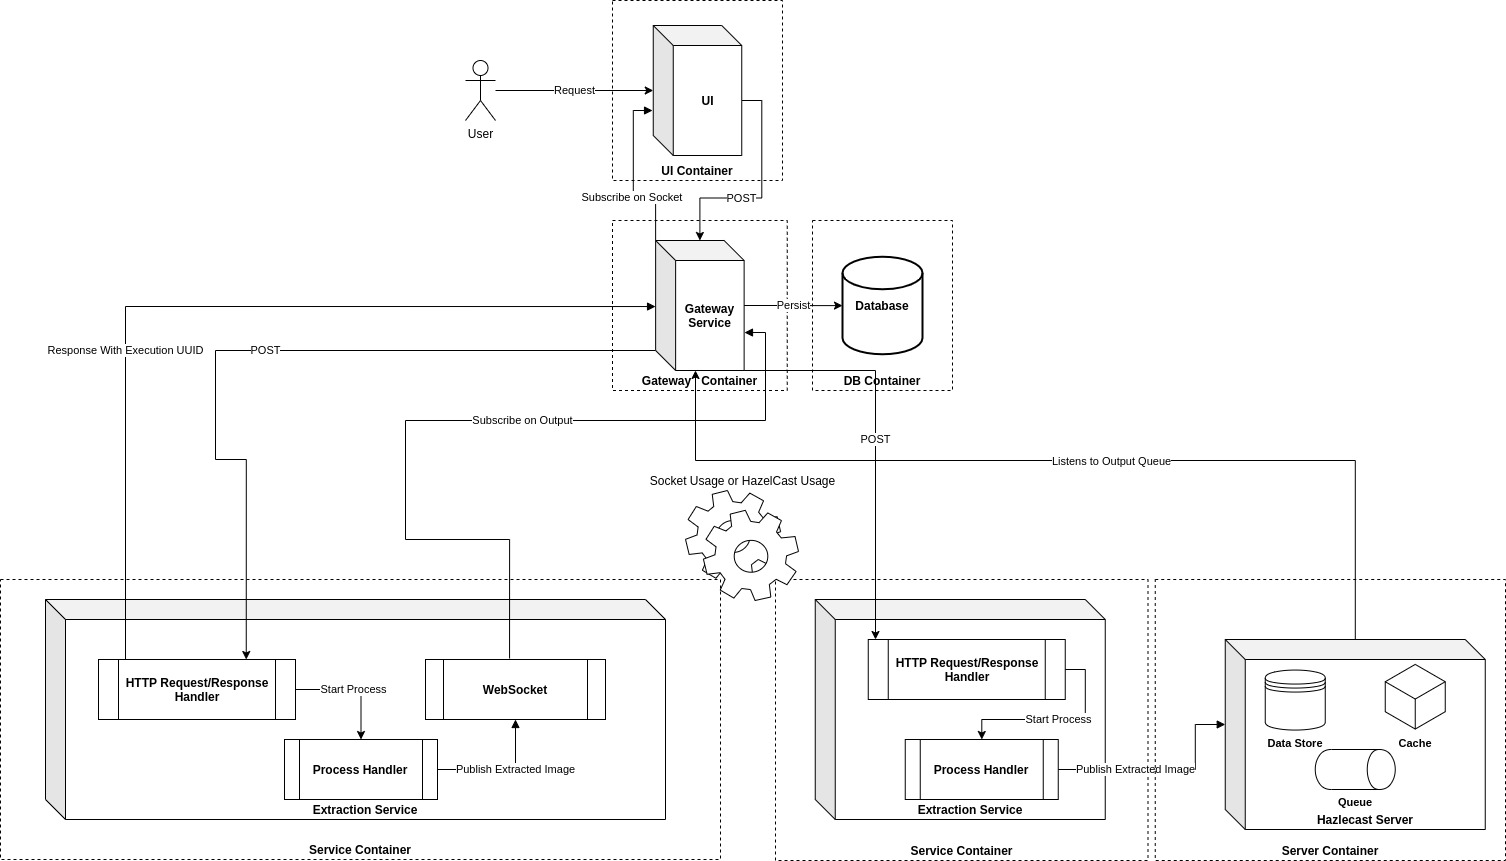 Request
UI
User
UI Container
Subscribe on Socket
POST
Gateway
Service
Persist
Database
Response With Execution UUID
POST
Gateway Container
DB Container
Subscribe on Output
POST
Listens to Output Queue
Socket Usage or HazelCast Usage
HTTP Request/Response
Handler
Start Process
WebSocket
Process Handler
Publish Extracted Image
Extraction Service
Service Container
HTTP Request/Response
Handler
Start Process
Process Handler
Publish Extracted Image
Extraction Service
Service Container
Data Store
Cache
Queue
Hazlecast Server
Server Container